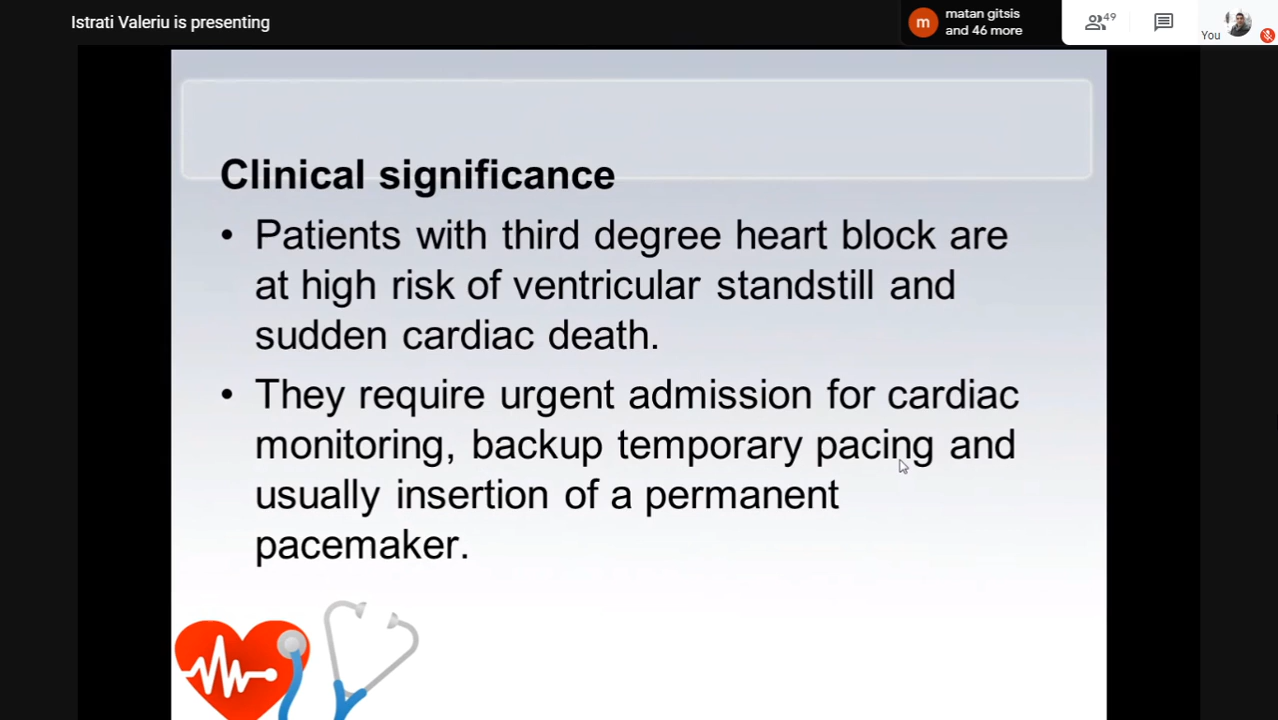 Istrati Valeriu is presenting
m
matan gitsis
and 46 more
49
You
Clinical significance
• Patients with third degree heart block are
at high risk of ventricular standstill and
sudden cardiac death.
• They require urgent admission for cardiac
monitoring, backup temporary pacing and
usually insertion of a permanent
pacemaker.